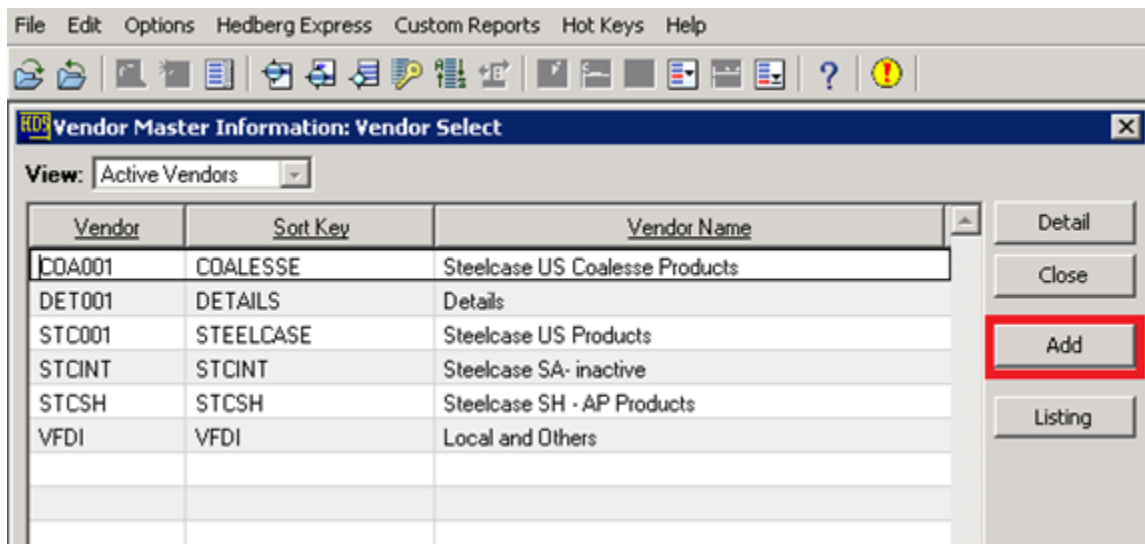 File Edit Options Hedberg Express Custom Reports Hot Keys Help
HDS Vendor Master Information: Vendor Select
View: Active Vendors
Vendor Sort Key Vendor Name
COA001 COALESSE Steelcase US Coalesse Products
DET001 DETAILS Details
STC001 STEELCASE Steelcase US Products
STCINT STCINT Steelcase SA- inactive
STCSH STCSH Steelcase SH - AP Products
VFDI VFDI Local and Others
Detail
Close
Add
Listing